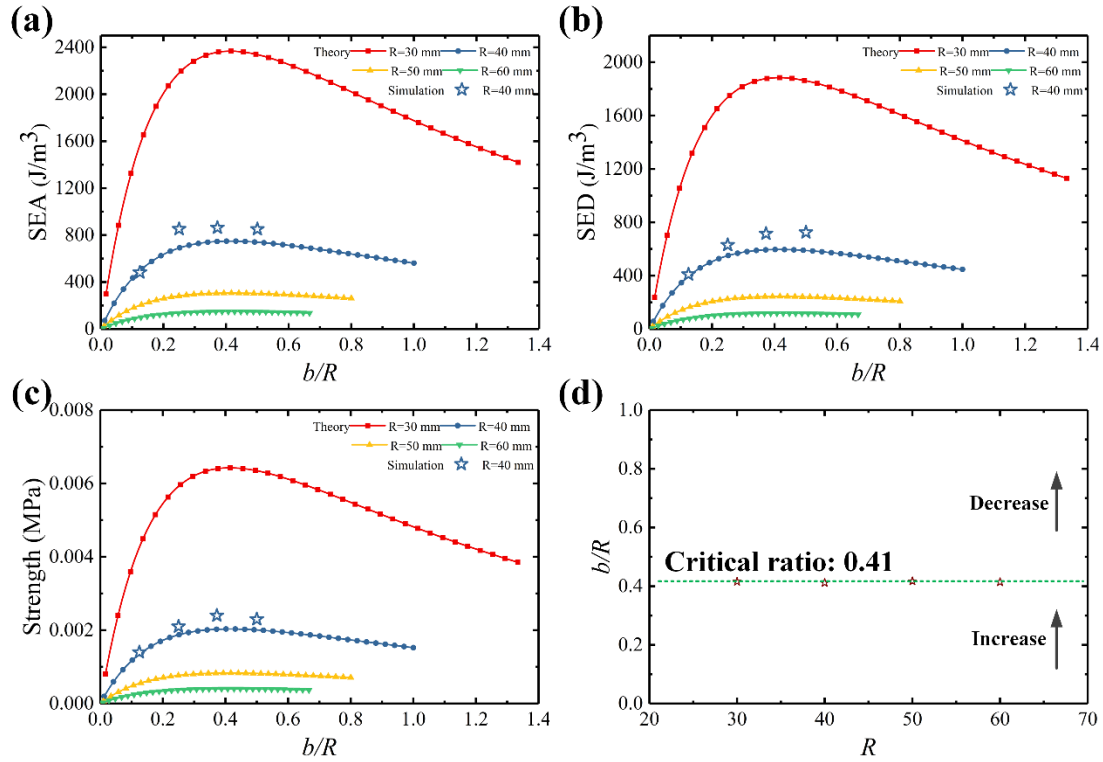 (a)
SEA (J/m³)
2400
2000
1600
1200
800
400
0
0.0 0.2 0.4 0.6 0.8 1.0 1.2 1.4
b/R
Theory R=30 mm R=40 mm
R=50 mm R=60 mm
Simulation R=40 mm
(b)
SED (J/m³)
2000
1600
1200
800
400
0
0.0 0.2 0.4 0.6 0.8 1.0 1.2 1.4
b/R
Theory R=30 mm R=40 mm
R=50 mm R=60 mm
Simulation R=40 mm
(c)
Strength (MPa)
0.008
0.006
0.004
0.002
0.000
0.0 0.2 0.4 0.6 0.8 1.0 1.2 1.4
b/R
Theory R=30 mm R=40 mm
R=50 mm R=60 mm
Simulation R=40 mm
(d)
b/R
1.0
0.8
0.6
0.4
0.2
0.0
20 30 40 50 60 70
R
Decrease
Critical ratio: 0.41
Increase